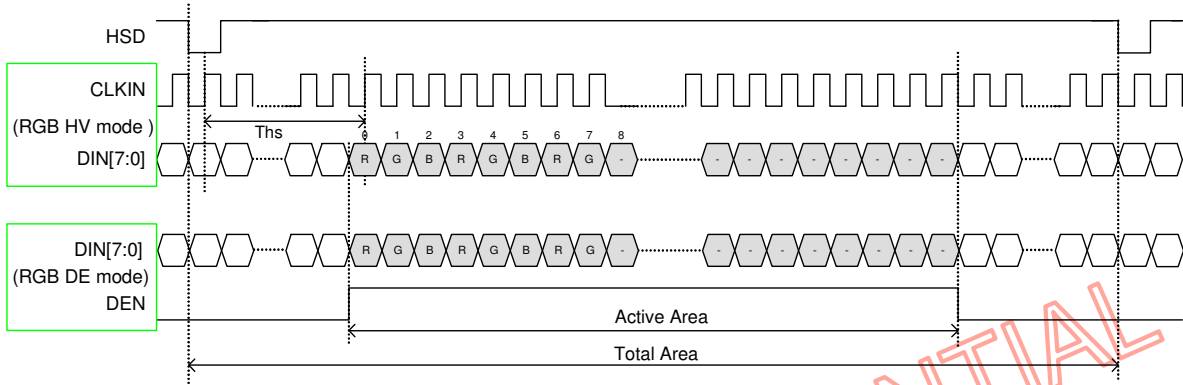 HSD
CLKIN
(RGB HV mode )
Ths
0 1 2 3 4 5 6 7 8
DIN[7:0]
R G B R G B R G - - - - - - - - -
DIN[7:0]
R G B R G B R G - - - - - - - - -
(RGB DE mode)
DEN
Active Area
Total Area